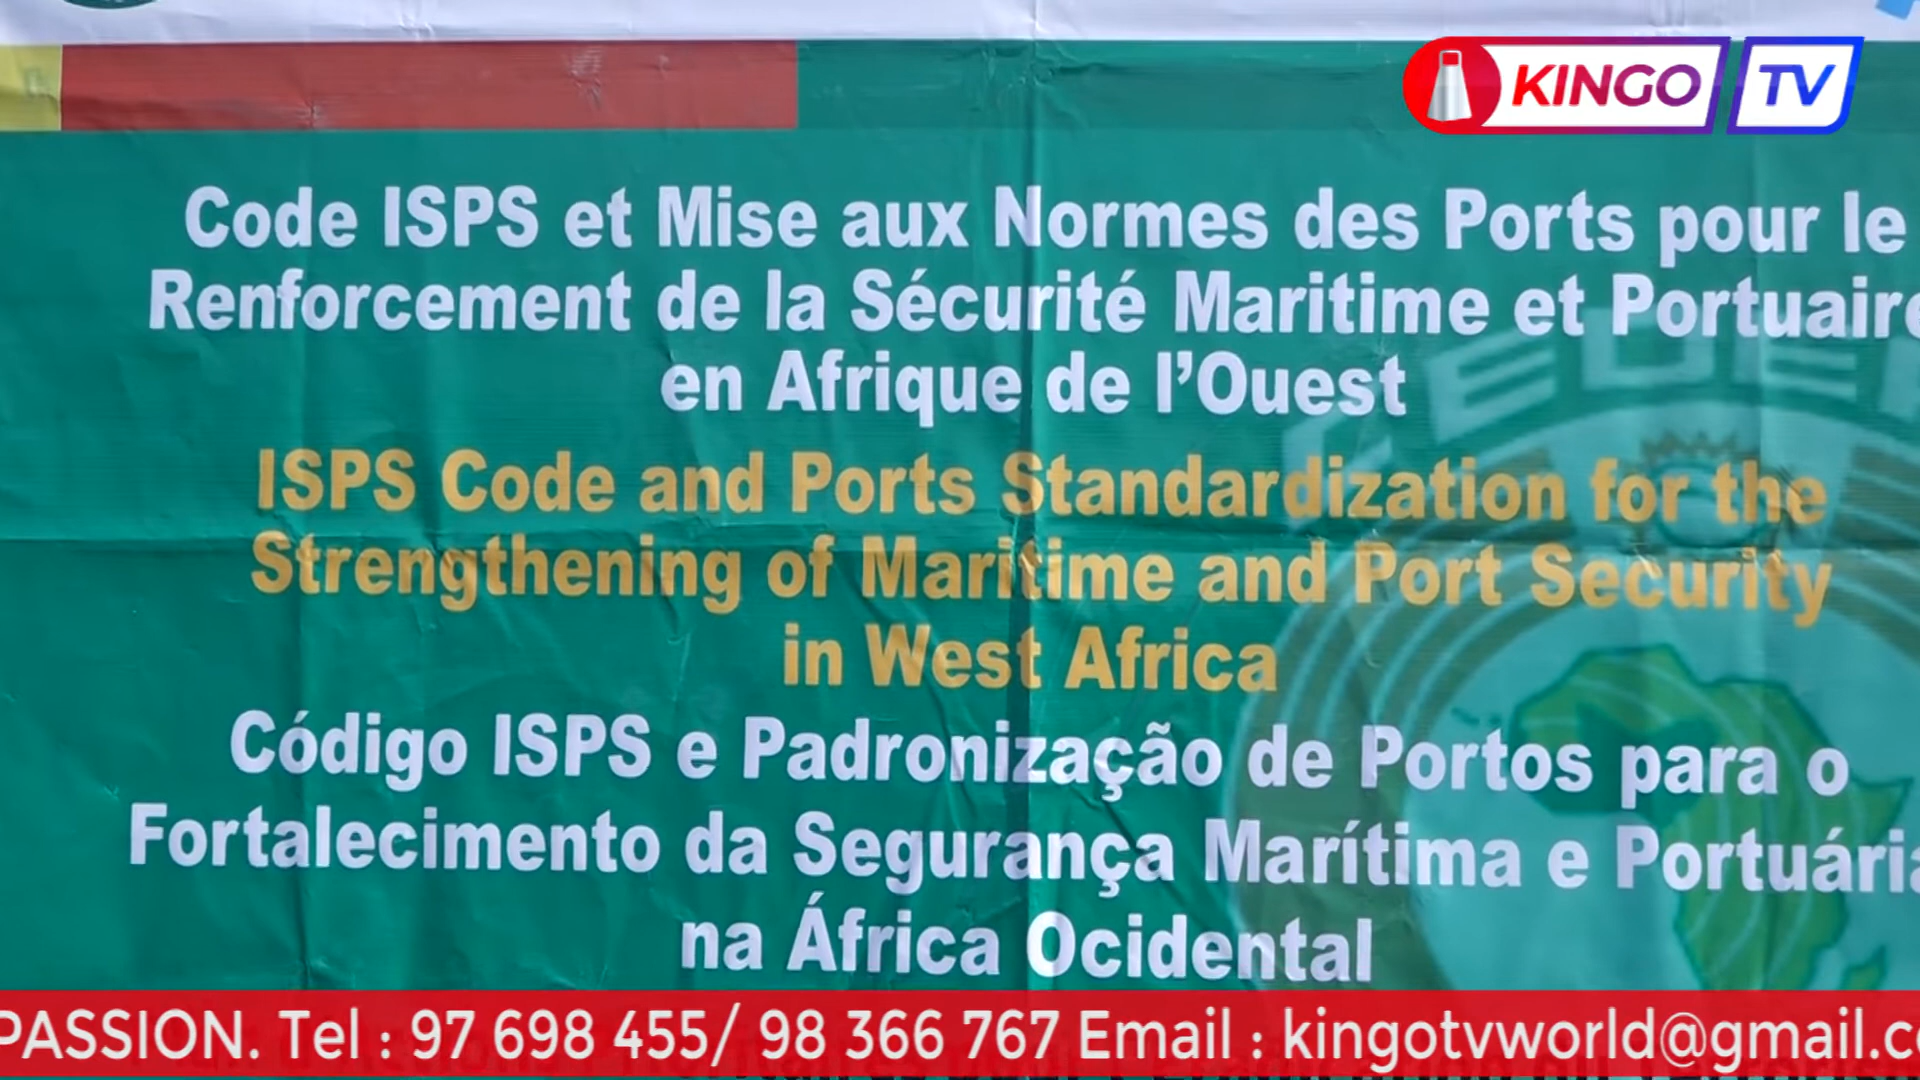 KINGO TV
Code ISPS et Mise aux Normes des Ports pour le
Renforcement de la Sécurité Maritime et Portuaire
en Afrique de l'Ouest
ISPS Code and Ports Standardization for the
Strengthening of Maritime and Port Security
in West Africa
Código ISPS e Padronização de Portos para o
Fortalecimento da Segurança Marítima e Portuária
na África Ocidental
PASSION. Tel : 97 698 455/ 98 366 767 Email : kingotvworld@gmail.c